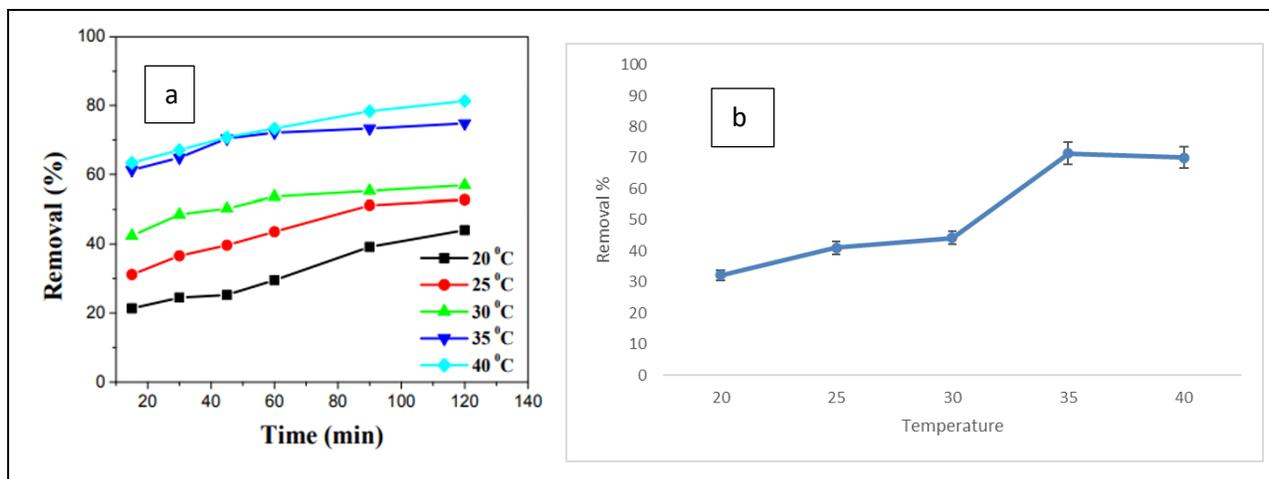 a
100
80
60
40
20
0
Removal (%)
20 40 60 80 100 120 140
Time (min)
20 ⁰C
25 ⁰C
30 ⁰C
35 ⁰C
40 ⁰C
b
100
90
80
70
60
50
40
30
20
10
0
Removal %
20 25 30 35 40
Temperature